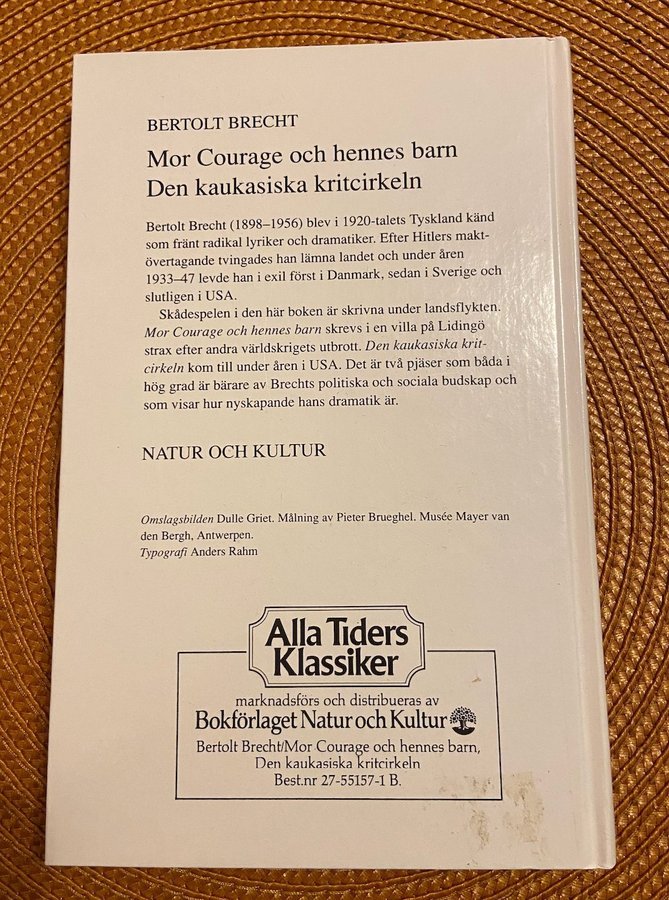 BERTOLT BRECHT
Mor Courage och hennes barn
Den kaukasiska kritcirkeln
Bertolt Brecht (1898–1956) blev i 1920-talets Tyskland känd
som fränt radikal lyriker och dramatiker. Efter Hitlers makt-
övertagande tvingades han lämna landet och under åren
1933–47 levde han i exil först i Danmark, sedan i Sverige och
slutligen i USA.
Skådespelen i den här boken är skrivna under landsflykten.
Mor Courage och hennes barn skrevs i en villa på Lidingö
strax efter andra världskrigets utbrott. Den kaukasiska krit-
cirkeln kom till under åren i USA. Det är två pjäser som båda i
hög grad är bärare av Brechts politiska och sociala budskap och
som visar hur nyskapande hans dramatik är.
NATUR OCH KULTUR
Omslagsbilden Dulle Griet. Målning av Pieter Brueghel. Musée Mayer van
den Bergh, Antwerpen.
Typografi Anders Rahm
Alla Tiders
Klassiker
marknadsförs och distribueras av
Bokförlaget Natur och Kultur
Bertolt Brecht/Mor Courage och hennes barn,
Den kaukasiska kritcirkeln
Best.nr 27-55157-1 B.